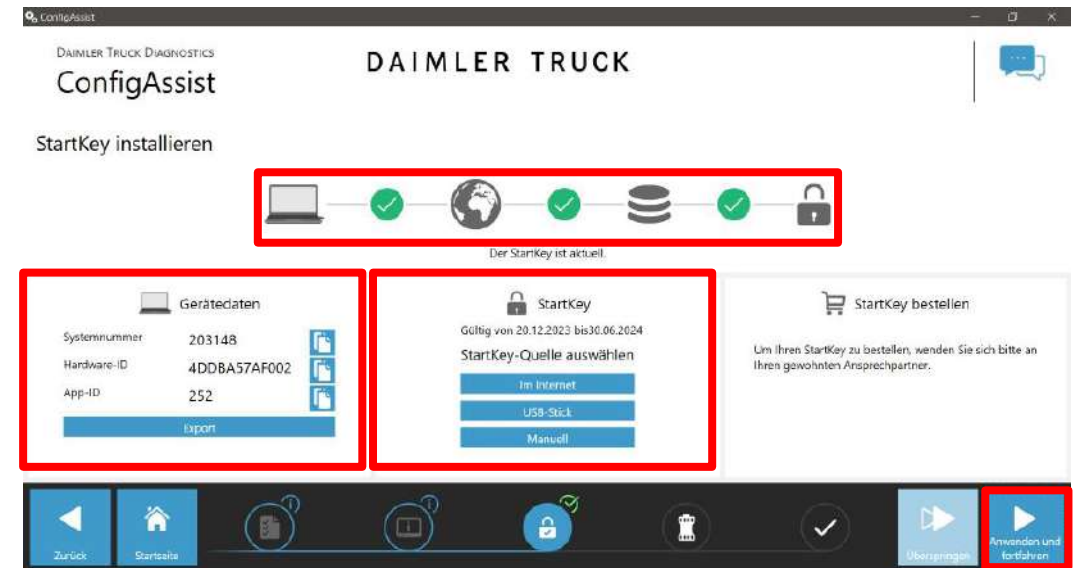 ConfigAssist
DAIMLER TRUCK DIAGNOSTICS
ConfigAssist
DAIMLER TRUCK
StartKey installieren
Der StartKey ist aktuell.
Gerätedaten
Systemnummer 203148
Hardware-ID 4DDBA57AF002
App-ID 252
Export
StartKey
Gültig von 20.12.2023 bis30.06.2024
StartKey-Quelle auswählen
Im Internet
USB-Stick
Manuell
StartKey bestellen
Um Ihren StartKey zu bestellen, wenden Sie sich bitte an
Ihren gewohnten Ansprechpartner.
Zurück
Startseite
Überspringen
Anwenden und
fortfahren